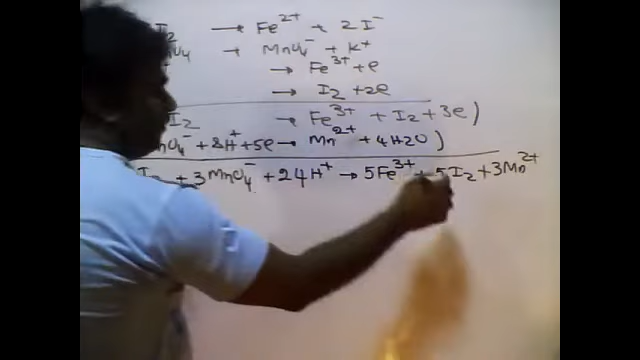 I₂ → Fe²⁺ + 2I⁻
O₄ → MnO₄⁻ + K⁺
→ Fe³⁺ + e
→ I₂ + 2e
I₂ → Fe³⁺ + I₂ + 3e)
nO₄⁻ + 8H⁺ + 5e → Mn²⁺ + 4H2O)
I₂ + 3MnO₄⁻ + 24H⁺ → 5Fe³⁺ + 5I₂ + 3Mn²⁺